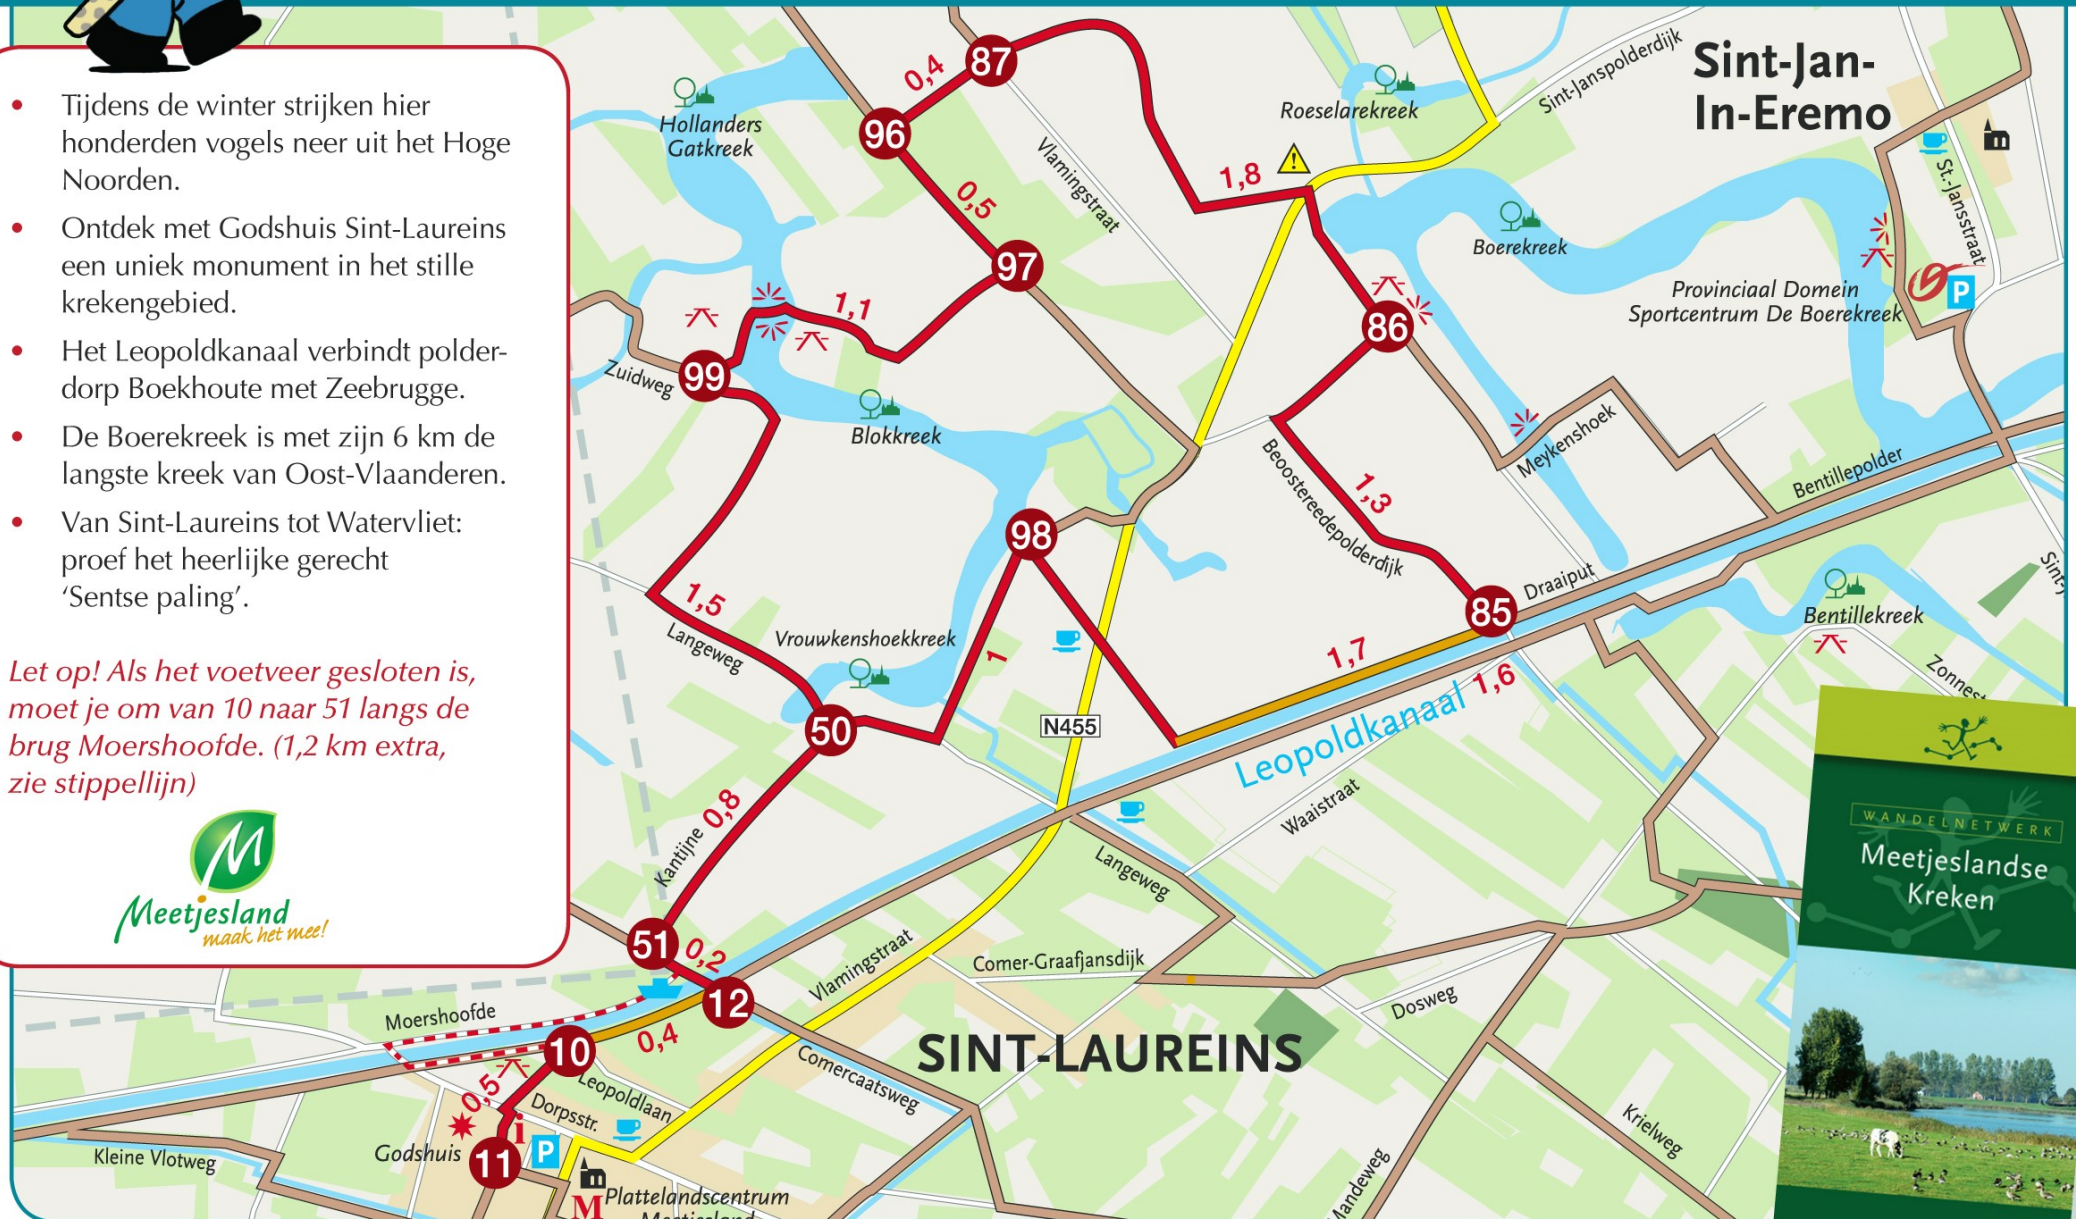 • Tijdens de winter strijken hier
honderden vogels neer uit het Hoge
Noorden.
• Ontdek met Godshuis Sint-Laureins
een uniek monument in het stille
krekengebied.
• Het Leopoldkanaal verbindt polder-
dorp Boekhoute met Zeebrugge.
• De Boerekreek is met zijn 6 km de
langste kreek van Oost-Vlaanderen.
• Van Sint-Laureins tot Watervliet:
proef het heerlijke gerecht
‘Sentse paling’.
Let op! Als het voetveer gesloten is,
moet je om van 10 naar 51 langs de
brug Moershoofde. (1,2 km extra,
zie stippellijn)
M
Meetjesland
maak het mee!
Hollanders
Gatkreek
0,4
87
96
0,5
97
Vlamingstraat
Roeselarekreek
Sint-Janspolderdijk
Sint-Jan-
In-Eremo
St.-Jansstraat
1,8
Boerekreek
Provinciaal Domein
Sportcentrum De Boerekreek
P
86
1,1
99
Zuidweg
Blokkreek
Beoostereedepolderdijk
1,3
Meykenshoek
Bentillepolder
98
85
Draaiput
Bentillekreek
Zonnest
1,5
Langeweg
Vrouwkenshoekkreek
1
50
N455
1,7
1,6
Leopoldkanaal
Waaistraat
Kantijne
0,8
Langeweg
51
0,2
12
Vlamingstraat
Comer-Graafjansdijk
Dosweg
Moershoofde
10
0,4
SINT-LAUREINS
Comercaatsweg
Leopoldlaan
0,5
Dorpsstr.
i
P
Godshuis
11
Kleine Vlotweg
M
Plattelandscentrum
Meetjesland
Krielweg
Mandeweg
WANDELNETWERK
Meetjeslandse
Kreken